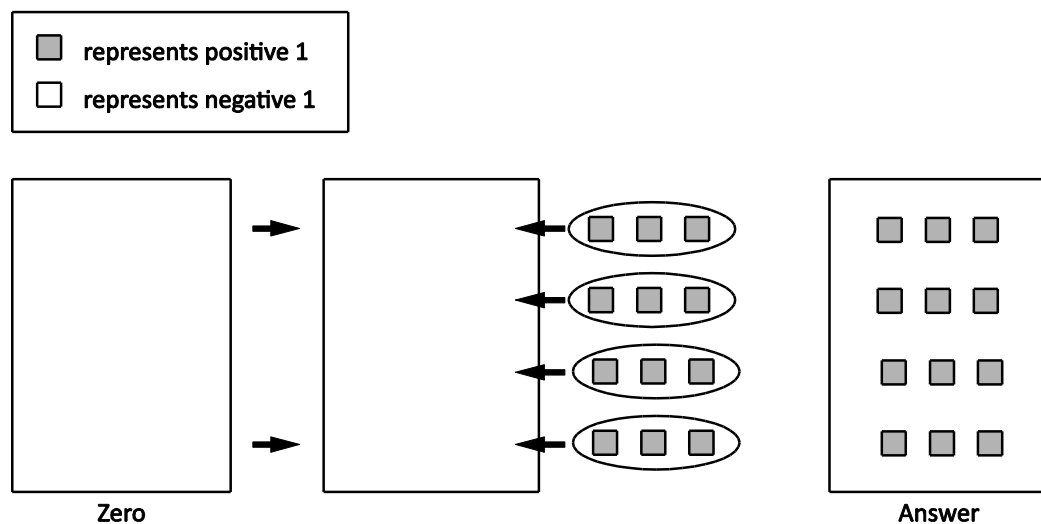 represents positive 1
represents negative 1
Zero
Answer